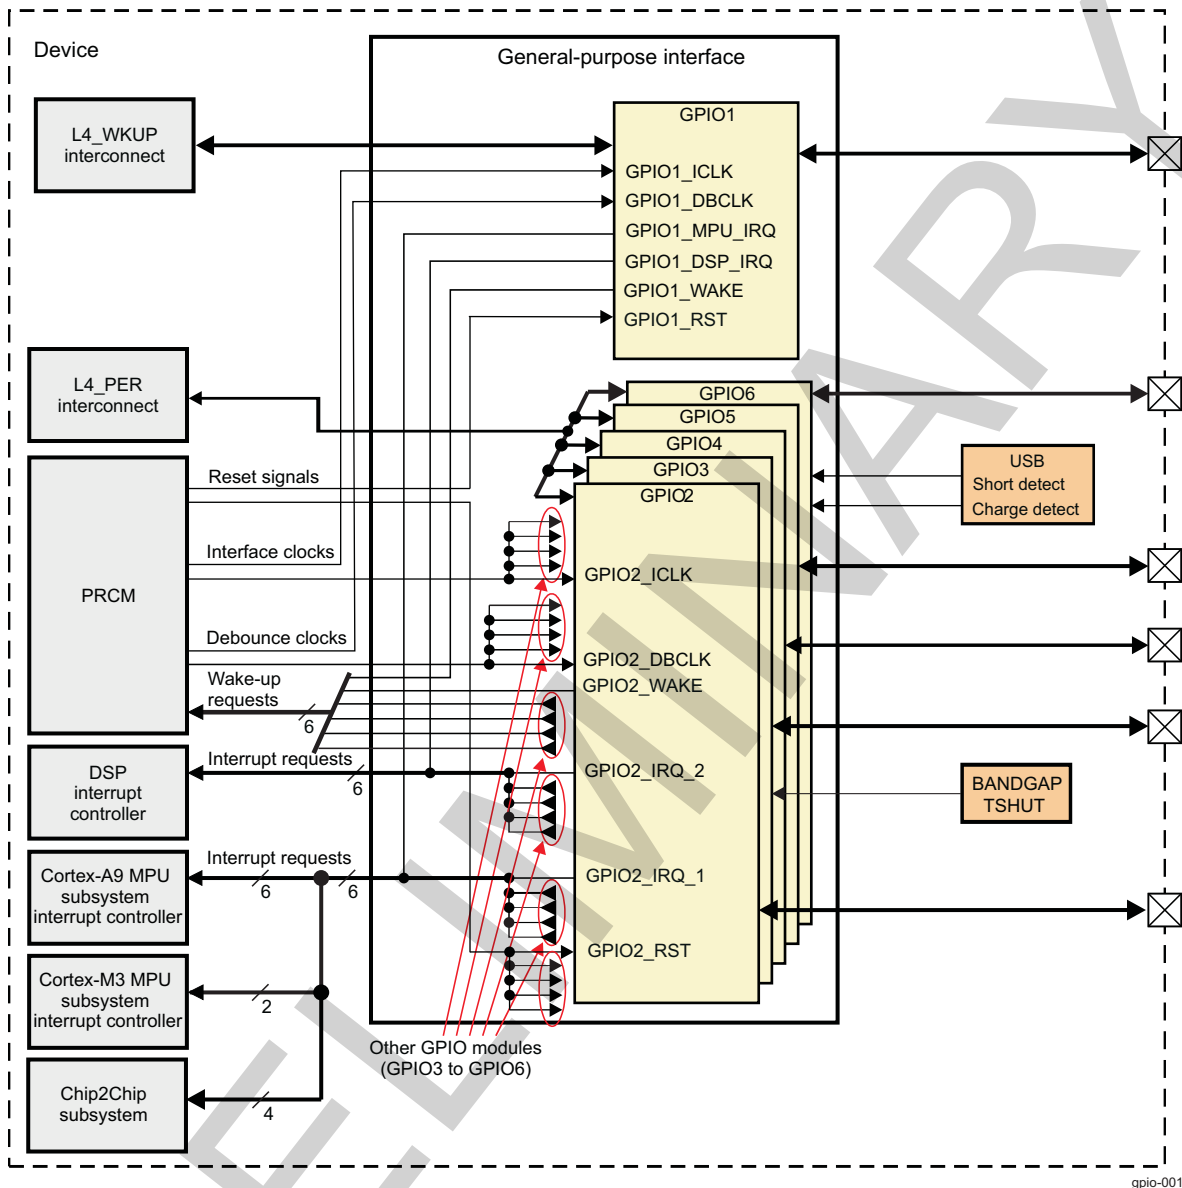 Device
General-purpose interface
L4_WKUP
interconnect
GPIO1
GPIO1_ICLK
GPIO1_DBCLK
GPIO1_MPU_IRQ
GPIO1_DSP_IRQ
GPIO1_WAKE
GPIO1_RST
L4_PER
interconnect
GPIO6
GPIO5
GPIO4
GPIO3
GPIO2
USB
Short detect
Charge detect
PRCM
Reset signals
Interface clocks
Debounce clocks
Wake-up
requests
6
GPIO2_ICLK
GPIO2_DBCLK
GPIO2_WAKE
DSP
interrupt
controller
Interrupt requests
6
GPIO2_IRQ_2
BANDGAP
TSHUT
Cortex-A9 MPU
subsystem
interrupt controller
Interrupt requests
6
6
GPIO2_IRQ_1
GPIO2_RST
Cortex-M3 MPU
subsystem
interrupt controller
2
Other GPIO modules
(GPIO3 to GPIO6)
Chip2Chip
subsystem
4
gpio-001
ELIMINARY